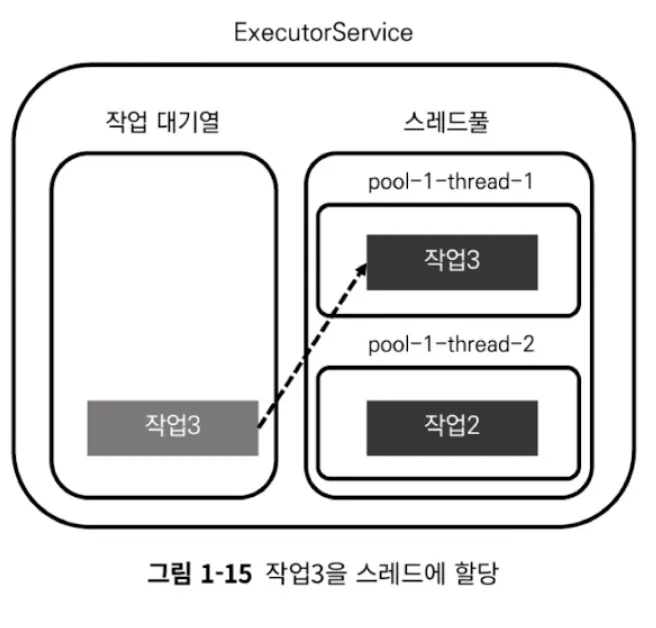 ExecutorService
작업 대기열
스레드풀
pool-1-thread-1
작업3
pool-1-thread-2
작업3
작업2
그림 1-15 작업3을 스레드에 할당